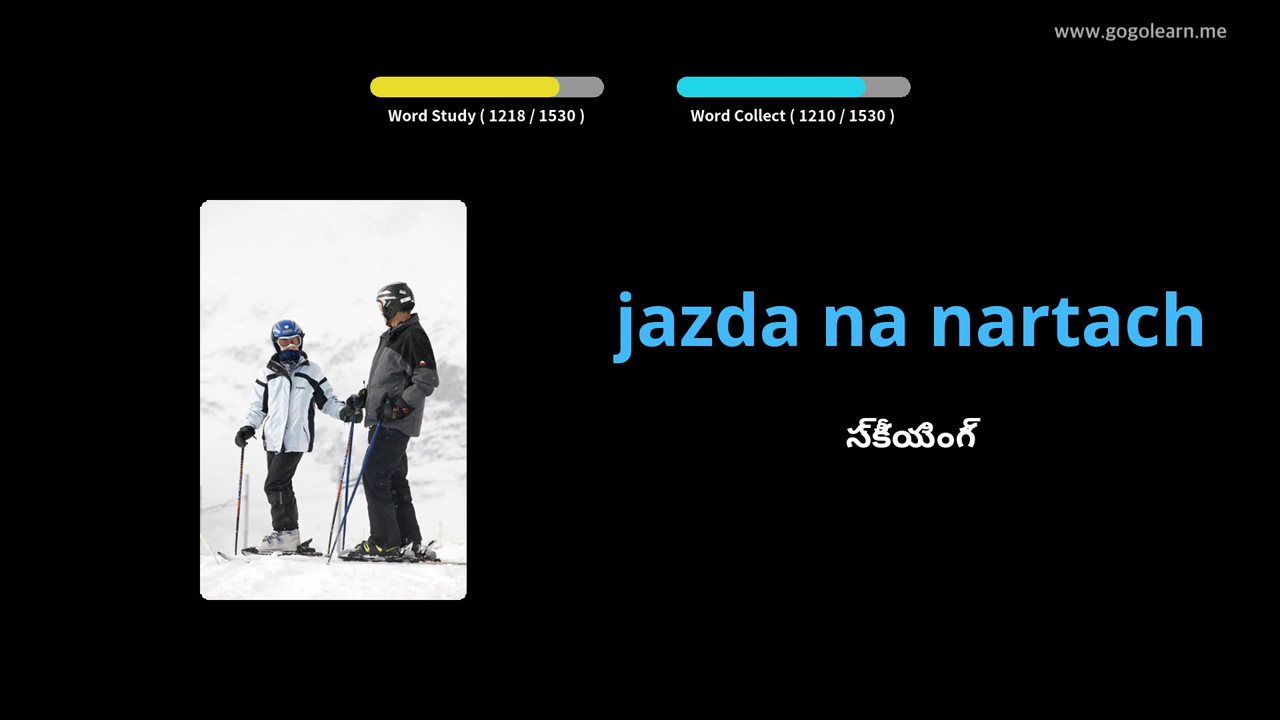 www.gogolearn.me
Word Study ( 1218 / 1530 )
Word Collect ( 1210 / 1530 )
jazda na nartach
స్‌కీయింగ్